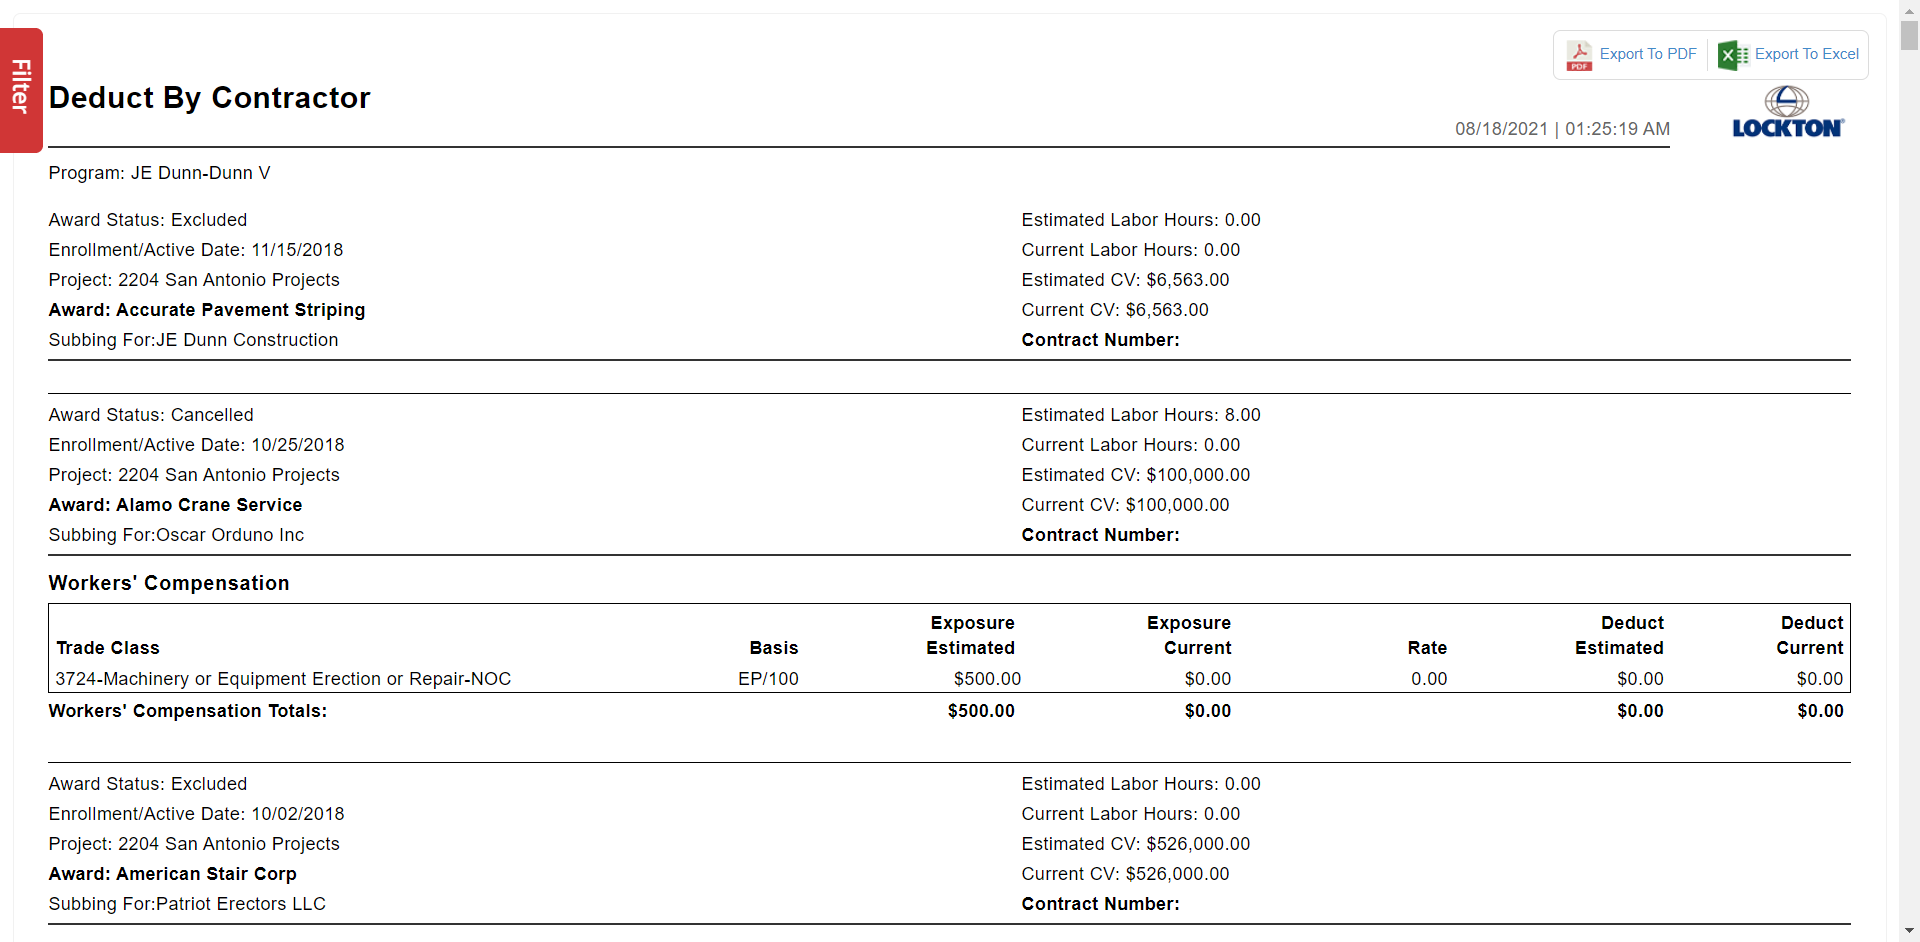 Filter
Export To PDF
Export To Excel
Deduct By Contractor
08/18/2021 | 01:25:19 AM
LOCKTON
Program: JE Dunn-Dunn V
Award Status: Excluded
Estimated Labor Hours: 0.00
Enrollment/Active Date: 11/15/2018
Current Labor Hours: 0.00
Project: 2204 San Antonio Projects
Estimated CV: $6,563.00
Award: Accurate Pavement Striping
Current CV: $6,563.00
Subbing For:JE Dunn Construction
Contract Number:
Award Status: Cancelled
Estimated Labor Hours: 8.00
Enrollment/Active Date: 10/25/2018
Current Labor Hours: 0.00
Project: 2204 San Antonio Projects
Estimated CV: $100,000.00
Award: Alamo Crane Service
Current CV: $100,000.00
Subbing For:Oscar Orduno Inc
Contract Number:
Workers' Compensation
Exposure Exposure Deduct Deduct
Trade Class Basis Estimated Current Rate Estimated Current
3724-Machinery or Equipment Erection or Repair-NOC EP/100 $500.00 $0.00 0.00 $0.00 $0.00
Workers' Compensation Totals: $500.00 $0.00 $0.00 $0.00
Award Status: Excluded
Estimated Labor Hours: 0.00
Enrollment/Active Date: 10/02/2018
Current Labor Hours: 0.00
Project: 2204 San Antonio Projects
Estimated CV: $526,000.00
Award: American Stair Corp
Current CV: $526,000.00
Subbing For:Patriot Erectors LLC
Contract Number: